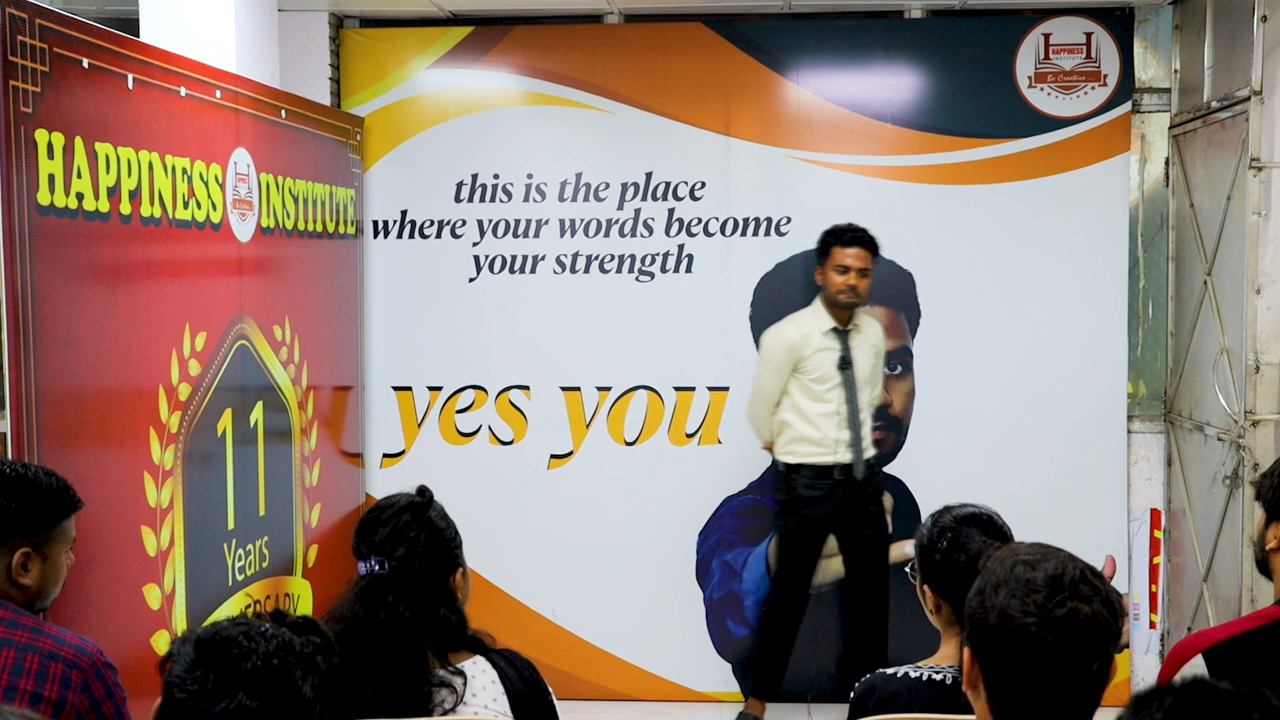 HAPPINESS INSTITUTE
11
Years
this is the place
where your words become
your strength
yes you
HAPPINESS
INSTITUTE
Be Creative ...